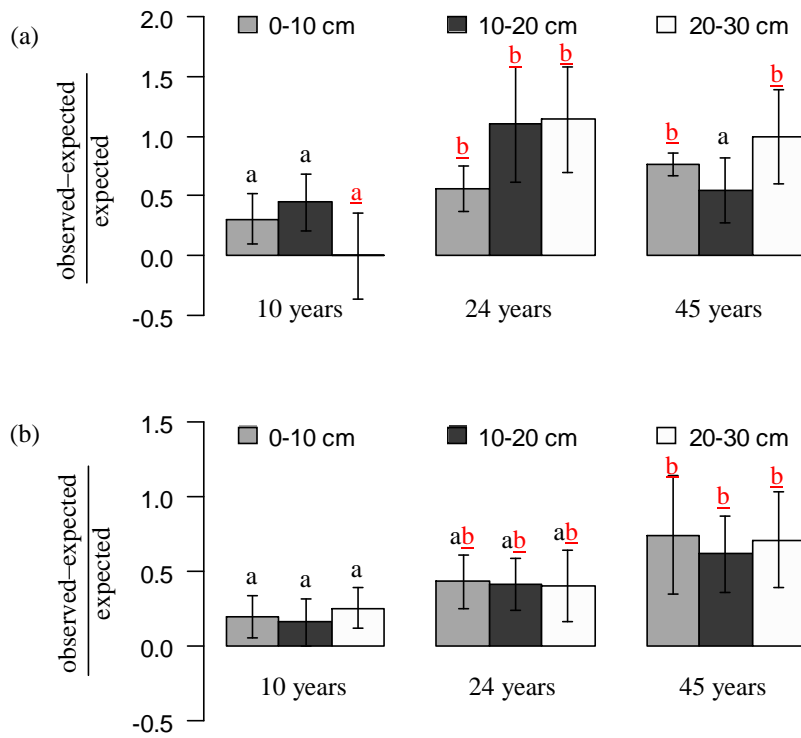 (a)
observed−expected
expected
2.0
1.5
1.0
0.5
0.0
-0.5
0-10 cm
10-20 cm
20-30 cm
a
a
a
b
b
b
b
a
b
10 years
24 years
45 years
(b)
observed−expected
expected
1.5
1.0
0.5
0.0
-0.5
0-10 cm
10-20 cm
20-30 cm
a
a
a
ab
ab
ab
b
b
b
10 years
24 years
45 years